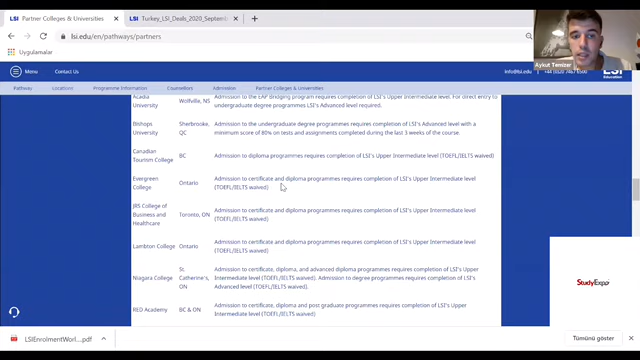 LSI Partner Colleges & Universities
LSI Turkey_LSI_Deals_2020_Septemb
lsi.edu/en/pathways/partners
Uygulamalar
Aykut Temizer
Menu Contact Us
info@lsi.edu
LSI
Education
Pathway Locations Programme Information Counsellors Admission Partner Colleges & Universities
Acadia
University
Wolfville, NS
Admission to the EAP Bridging program requires completion of LSI's Upper Intermediate level. For direct entry to
undergraduate degree programmes LSI's Advanced level required.
Bishops
University
Sherbrooke,
QC
Admission to the undergraduate degree programmes requires completion of LSI's Advanced level with a
minimum score of 80% on tests and assignments completed during the last 3 weeks of the course.
Canadian
Tourism College
BC
Admission to diploma programmes requires completion of LSI's Upper Intermediate level (TOEFL/IELTS waived)
Evergreen
College
Ontario
Admission to certificate and diploma programmes requires completion of LSI's Upper Intermediate level
(TOEFL/IELTS waived)
JRS College of
Business and
Healthcare
Toronto, ON
Admission to certificate and diploma programmes requires completion of LSI's Upper Intermediate level
(TOEFL/IELTS waived)
Lambton College
Ontario
Admission to certificate and diploma programmes requires completion of LSI's Upper Intermediate level
(TOEFL/IELTS waived)
Niagara College
St.
Catherine's,
ON
Admission to certificate, diploma, and advanced diploma programmes requires completion of LSI's Upper
Intermediate level (TOEFL/IELTS waived). Admission to degree programmes requires completion of LSI's
Advanced level (TOEFL/IELTS waived).
RED Academy
BC & ON
Admission to certificate, diploma and post graduate programmes requires completion of LSI's Upper
Intermediate level (TOEFL/IELTS waived)
StudyExpo
LSIEnrolmentWorl....pdf
Tümünü göster